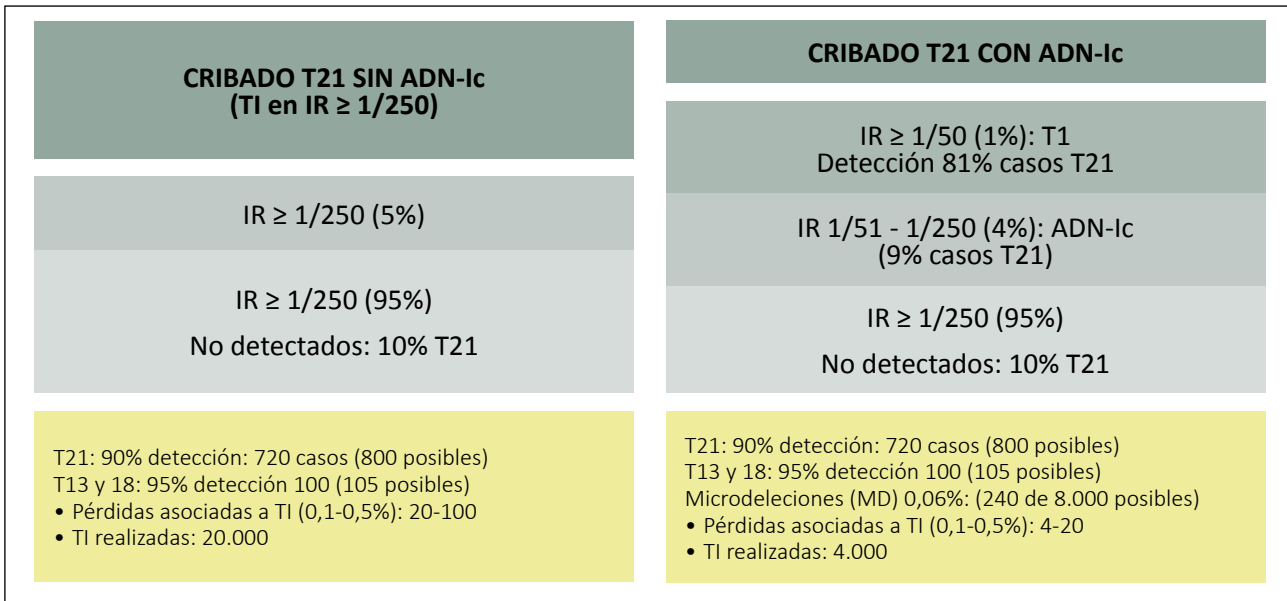 CRIBADO T21 SIN ADN-Ic
(TI en IR ≥ 1/250)
IR ≥ 1/250 (5%)
IR ≥ 1/250 (95%)
No detectados: 10% T21
T21: 90% detección: 720 casos (800 posibles)
T13 y 18: 95% detección 100 (105 posibles)
• Pérdidas asociadas a TI (0,1-0,5%): 20-100
• TI realizadas: 20.000
CRIBADO T21 CON ADN-Ic
IR ≥ 1/50 (1%): T1
Detección 81% casos T21
IR 1/51 - 1/250 (4%): ADN-Ic
(9% casos T21)
IR ≥ 1/250 (95%)
No detectados: 10% T21
T21: 90% detección: 720 casos (800 posibles)
T13 y 18: 95% detección 100 (105 posibles)
Microdeleciones (MD) 0,06%: (240 de 8.000 posibles)
• Pérdidas asociadas a TI (0,1-0,5%): 4-20
• TI realizadas: 4.000